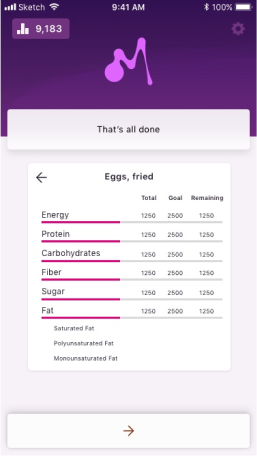 Sketch 9:41 AM 100%
9,183
That's all done
Eggs, fried
Total Goal Remaining
Energy 1250 2500 1250
Protein 1250 2500 1250
Carbohydrates 1250 2500 1250
Fiber 1250 2500 1250
Sugar 1250 2500 1250
Fat 1250 2500 1250
Saturated Fat
Polyunsaturated Fat
Monounsaturated Fat